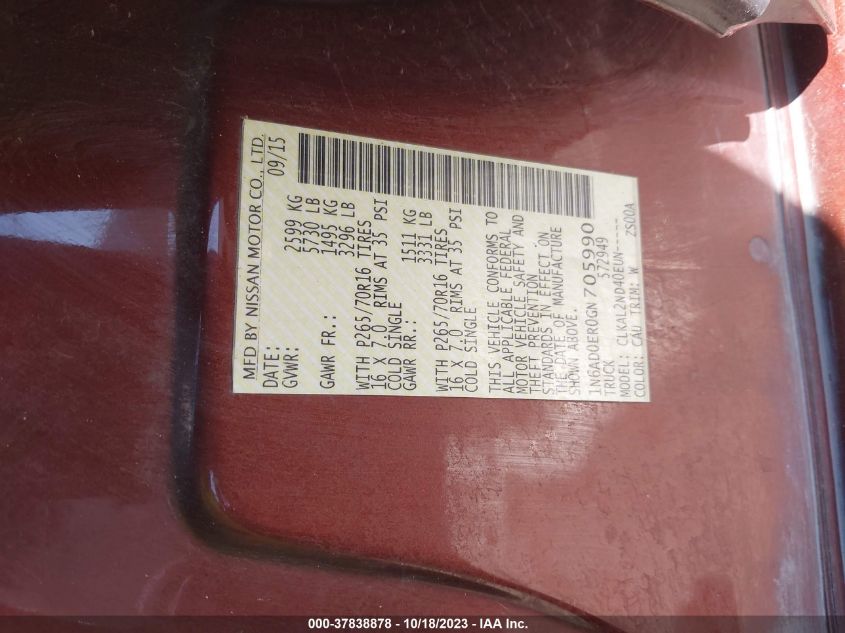 MFD BY NISSAN MOTOR CO., LTD.
DATE: 09/15
GVWR: 2599 KG
5730 LB
GAWR FR.: 1495 KG
3296 LB
WITH P265/70R16 TIRES
16 X 7.0 RIMS AT 35 PSI
COLD SINGLE
GAWR RR.: 1511 KG
3331 LB
WITH P265/70R16 TIRES
16 X 7.0 RIMS AT 35 PSI
COLD SINGLE
THIS VEHICLE CONFORMS TO
ALL APPLICABLE FEDERAL
MOTOR VEHICLE SAFETY AND
THEFT PREVENTION
STANDARDS IN EFFECT ON
THE DATE OF MANUFACTURE
SHOWN ABOVE.
1N6AD0ER0GN705990
TRUCK 572949
MODEL: CLKAL2N94DEUN-----
COLOR: CAU TRIM: W ZS00A
000-37838878 - 10/18/2023 - IAA Inc.